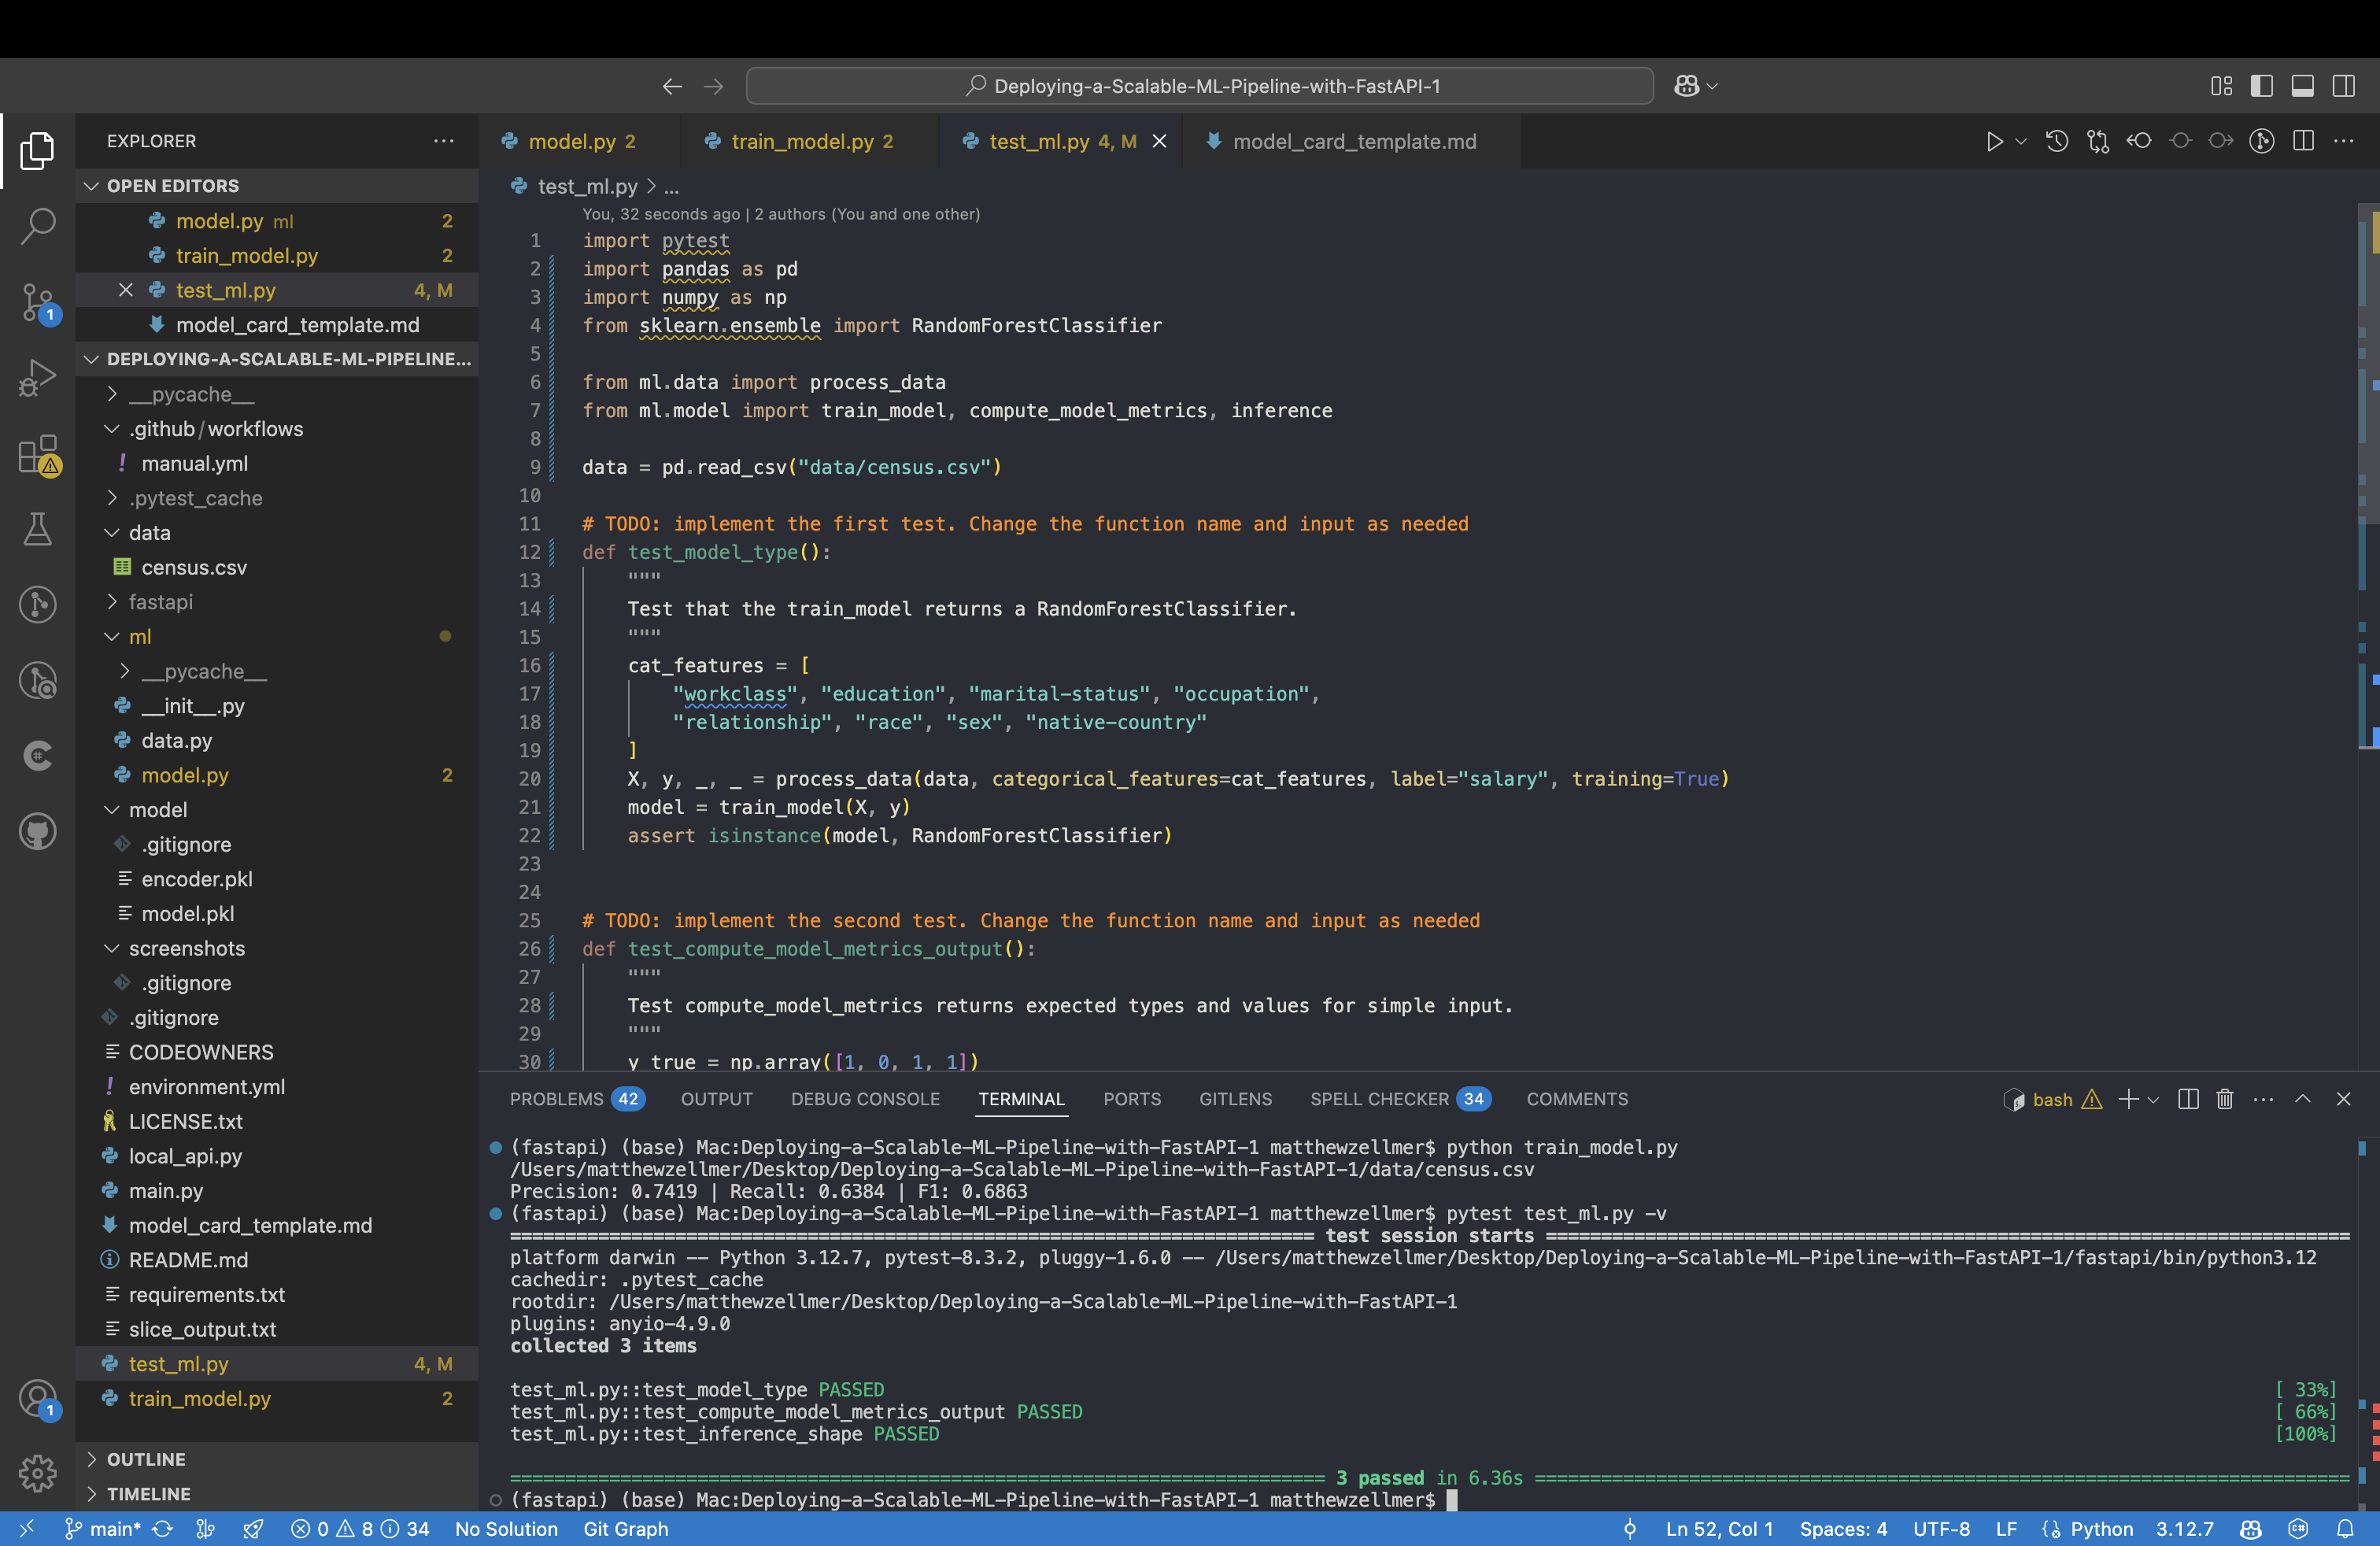 Deploying-a-Scalable-ML-Pipeline-with-FastAPI-1
EXPLORER
OPEN EDITORS
model.py ml 2
train_model.py 2
test_ml.py 4, M
model_card_template.md
DEPLOYING-A-SCALABLE-ML-PIPELINE...
__pycache__
.github/workflows
manual.yml
.pytest_cache
data
census.csv
fastapi
ml
__pycache__
__init__.py
data.py
model.py 2
model
.gitignore
encoder.pkl
model.pkl
screenshots
.gitignore
.gitignore
CODEOWNERS
environment.yml
LICENSE.txt
local_api.py
main.py
model_card_template.md
README.md
requirements.txt
slice_output.txt
test_ml.py 4, M
train_model.py 2
OUTLINE
TIMELINE
model.py 2 train_model.py 2 test_ml.py 4, M model_card_template.md
test_ml.py > ...
You, 32 seconds ago | 2 authors (You and one other)
1 import pytest
2 import pandas as pd
3 import numpy as np
4 from sklearn.ensemble import RandomForestClassifier
5
6 from ml.data import process_data
7 from ml.model import train_model, compute_model_metrics, inference
8
9 data = pd.read_csv("data/census.csv")
10
11 # TODO: implement the first test. Change the function name and input as needed
12 def test_model_type():
13 """
14 Test that the train_model returns a RandomForestClassifier.
15 """
16 cat_features = [
17 "workclass", "education", "marital-status", "occupation",
18 "relationship", "race", "sex", "native-country"
19 ]
20 X, y, _, _ = process_data(data, categorical_features=cat_features, label="salary", training=True)
21 model = train_model(X, y)
22 assert isinstance(model, RandomForestClassifier)
23
24
25 # TODO: implement the second test. Change the function name and input as needed
26 def test_compute_model_metrics_output():
27 """
28 Test compute_model_metrics returns expected types and values for simple input.
29 """
30 y_true = np.array([1, 0, 1, 1])
PROBLEMS 42 OUTPUT DEBUG CONSOLE TERMINAL PORTS GITLENS SPELL CHECKER 34 COMMENTS bash
(fastapi) (base) Mac:Deploying-a-Scalable-ML-Pipeline-with-FastAPI-1 matthewzellmer$ python train_model.py
/Users/matthewzellmer/Desktop/Deploying-a-Scalable-ML-Pipeline-with-FastAPI-1/data/census.csv
Precision: 0.7419 | Recall: 0.6384 | F1: 0.6863
(fastapi) (base) Mac:Deploying-a-Scalable-ML-Pipeline-with-FastAPI-1 matthewzellmer$ pytest test_ml.py -v
test session starts
platform darwin -- Python 3.12.7, pytest-8.3.2, pluggy-1.6.0 -- /Users/matthewzellmer/Desktop/Deploying-a-Scalable-ML-Pipeline-with-FastAPI-1/fastapi/bin/python3.12
cachedir: .pytest_cache
rootdir: /Users/matthewzellmer/Desktop/Deploying-a-Scalable-ML-Pipeline-with-FastAPI-1
plugins: anyio-4.9.0
collected 3 items
test_ml.py::test_model_type PASSED [ 33%]
test_ml.py::test_compute_model_metrics_output PASSED [ 66%]
test_ml.py::test_inference_shape PASSED [100%]
3 passed in 6.36s
(fastapi) (base) Mac:Deploying-a-Scalable-ML-Pipeline-with-FastAPI-1 matthewzellmer$
1
1
main* 0 8 34 No Solution Git Graph Ln 52, Col 1 Spaces: 4 UTF-8 LF Python 3.12.7